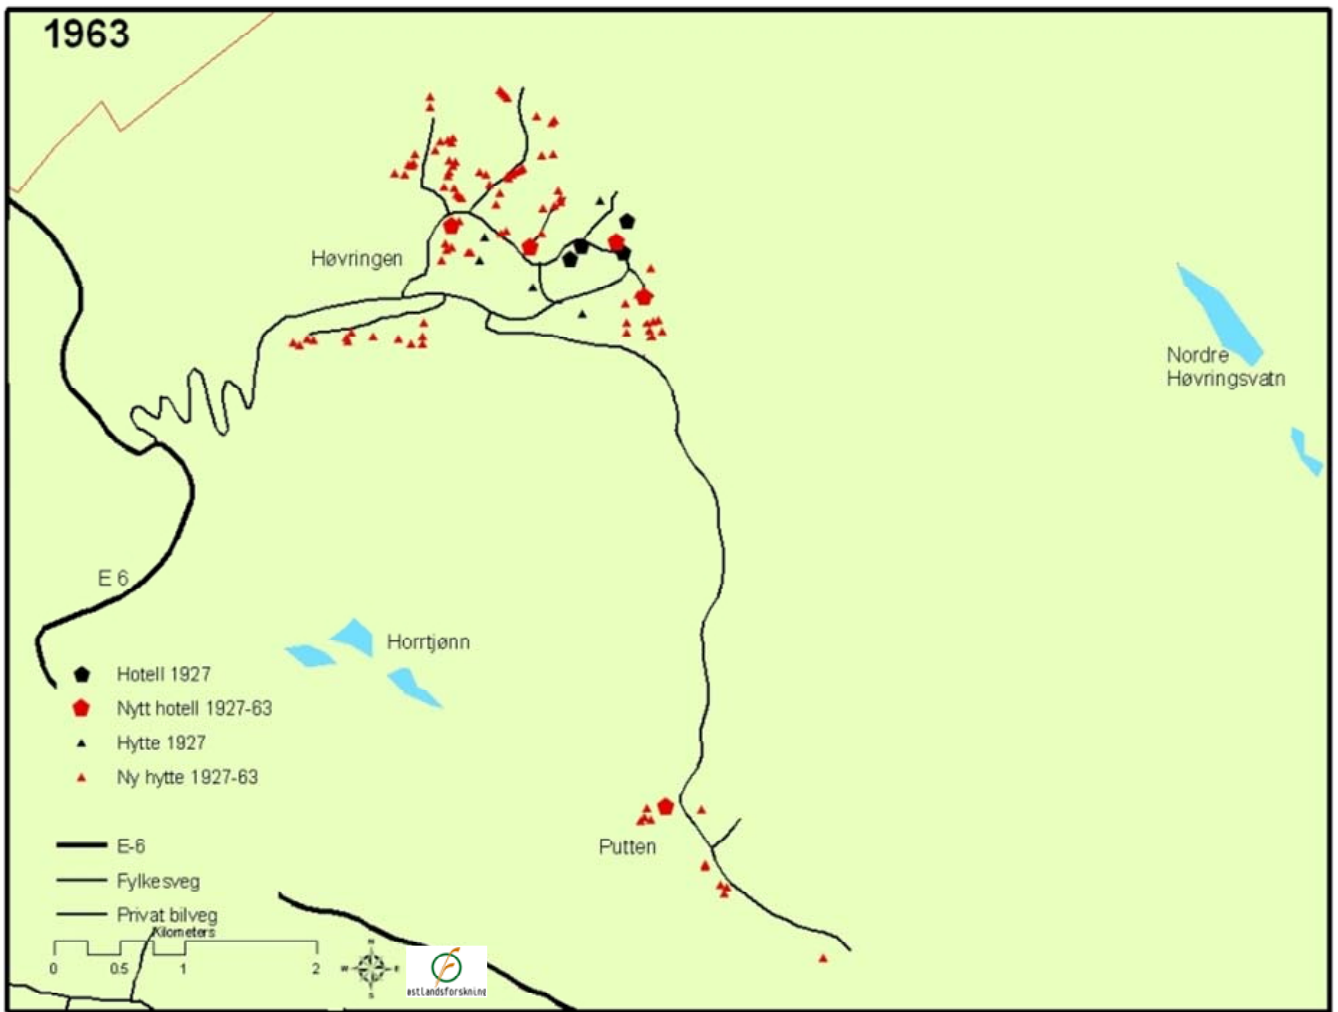 1963
Høvringen
Nordre
Høvringsvatn
E 6
Horrtjønn
Hotell 1927
Nytt hotell 1927-63
Hytte 1927
Ny hytte 1927-63
Putten
E-6
Fylkesveg
Privat bilveg
Kilometers
0 0.5 1 2
N
W E
S
østlandsforskning